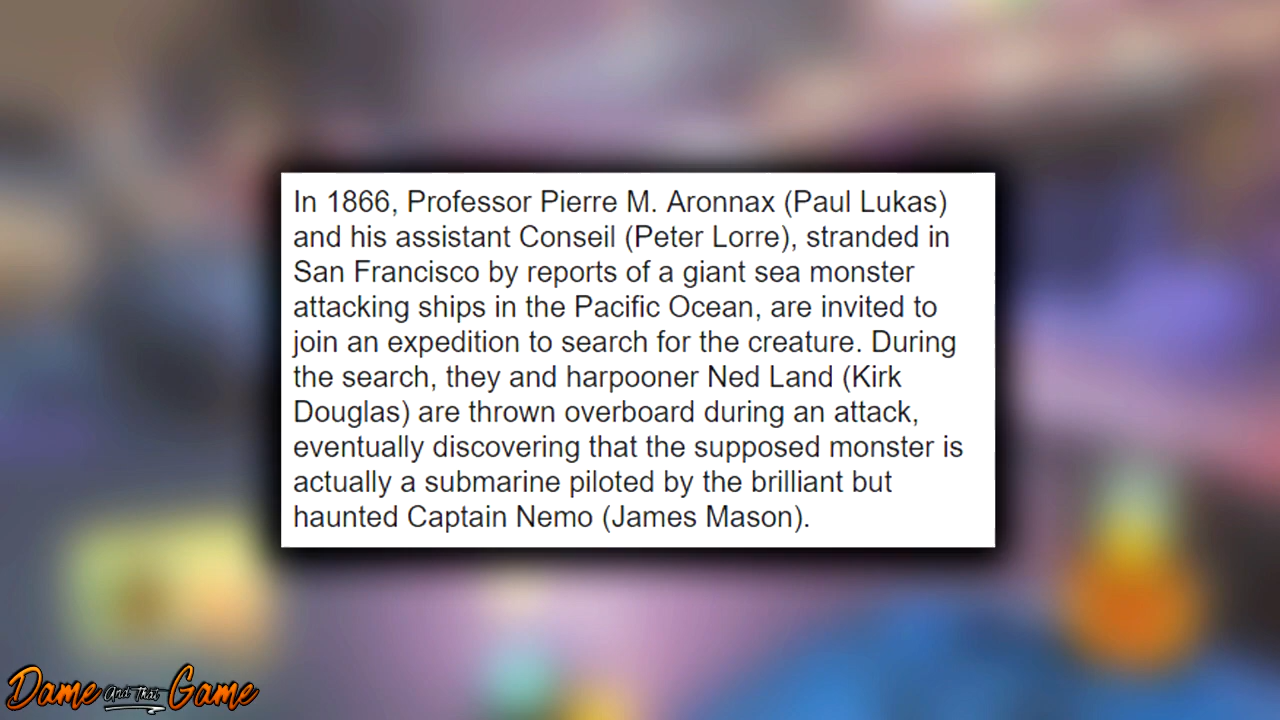 In 1866, Professor Pierre M. Aronnax (Paul Lukas)
and his assistant Conseil (Peter Lorre), stranded in
San Francisco by reports of a giant sea monster
attacking ships in the Pacific Ocean, are invited to
join an expedition to search for the creature. During
the search, they and harpooner Ned Land (Kirk
Douglas) are thrown overboard during an attack,
eventually discovering that the supposed monster is
actually a submarine piloted by the brilliant but
haunted Captain Nemo (James Mason).
Dame And That Game